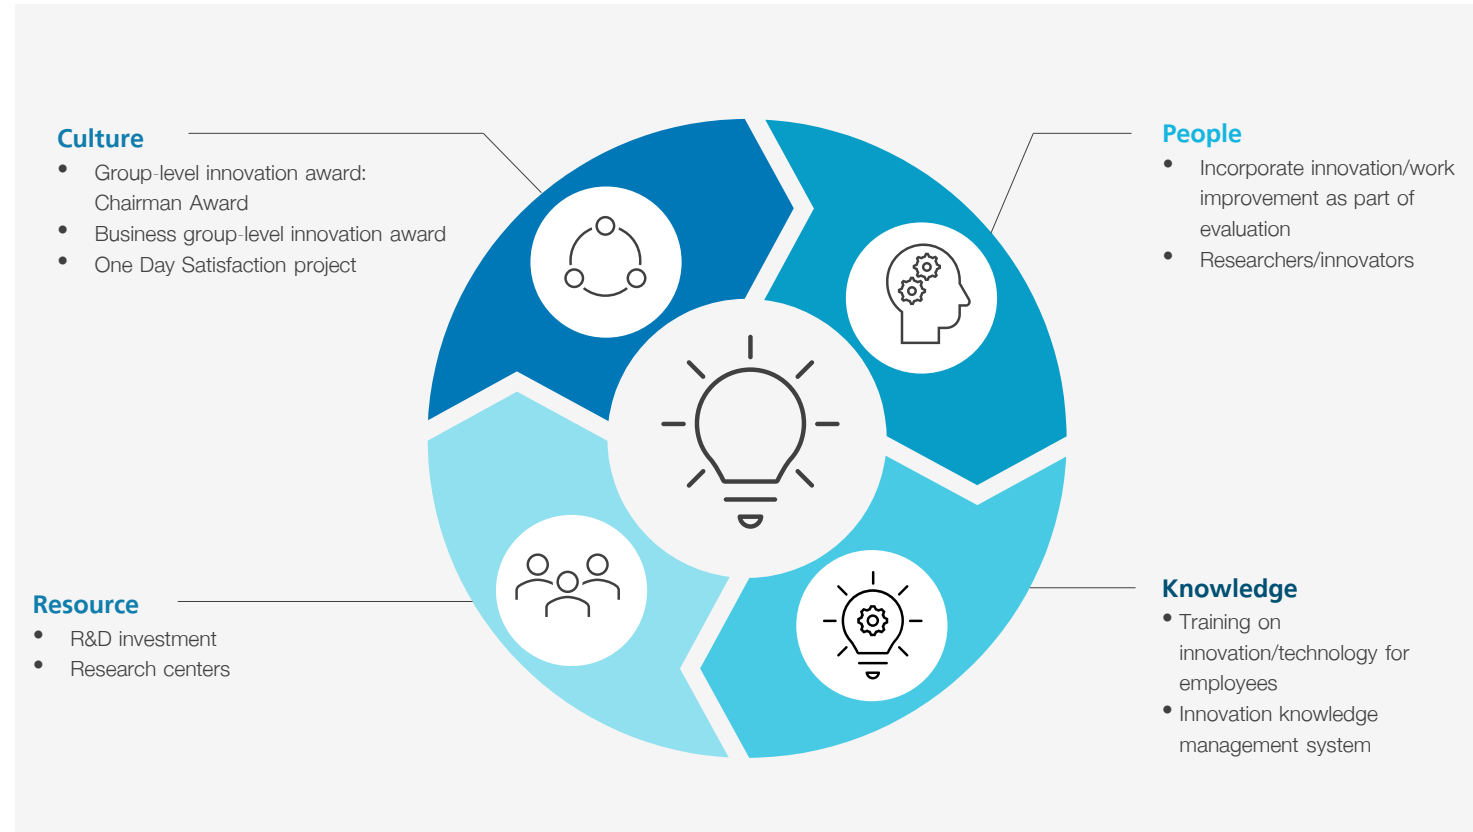 Culture
• Group-level innovation award:
Chairman Award
• Business group-level innovation award
• One Day Satisfaction project
People
• Incorporate innovation/work
improvement as part of
evaluation
• Researchers/innovators
Resource
• R&D investment
• Research centers
Knowledge
• Training on
innovation/technology for
employees
• Innovation knowledge
management system